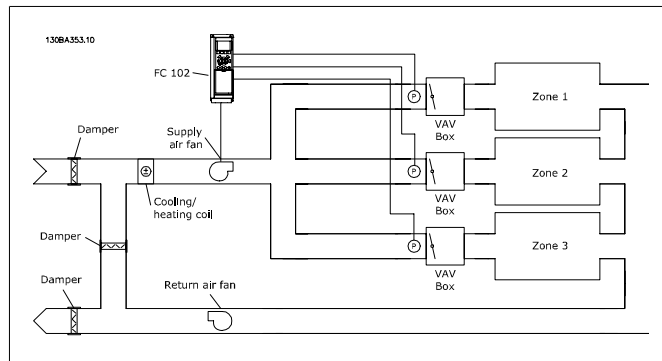 130BA353.10
FC 102
P
VAV
Box
Zone 1
Damper
Supply
air fan
P
VAV
Box
Zone 2
Cooling/
heating coil
Damper
P
VAV
Box
Zone 3
Damper
Return air fan